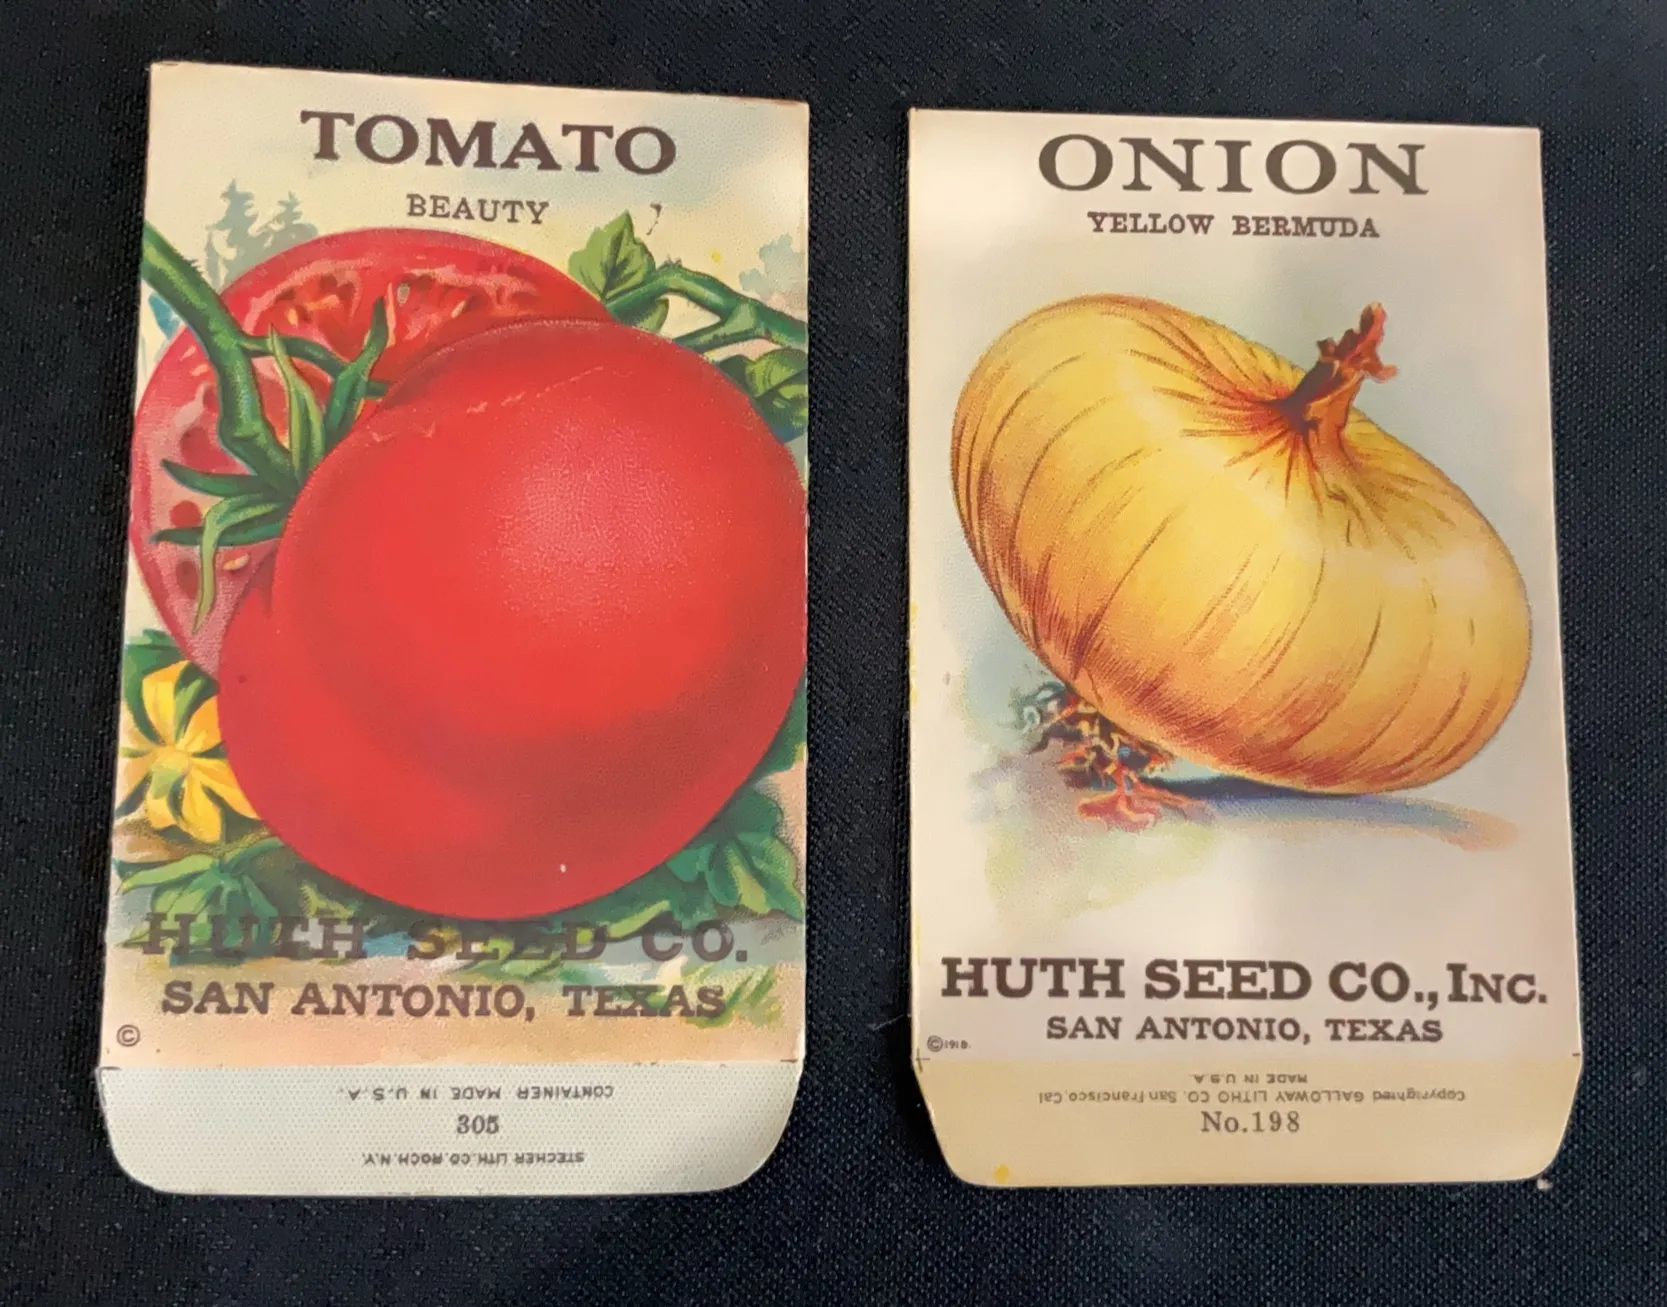 TOMATO
BEAUTY
HUTH SEED CO.
SAN ANTONIO, TEXAS
©
CONTAINER MADE IN U.S.A.
305
STECHER LITH. CO. ROCH. N.Y.
ONION
YELLOW BERMUDA
HUTH SEED CO., INC.
SAN ANTONIO, TEXAS
©1918.
MADE IN U.S.A
Copyrighted GALLOWAY LITHO CO. San Francisco, Cal
No.198